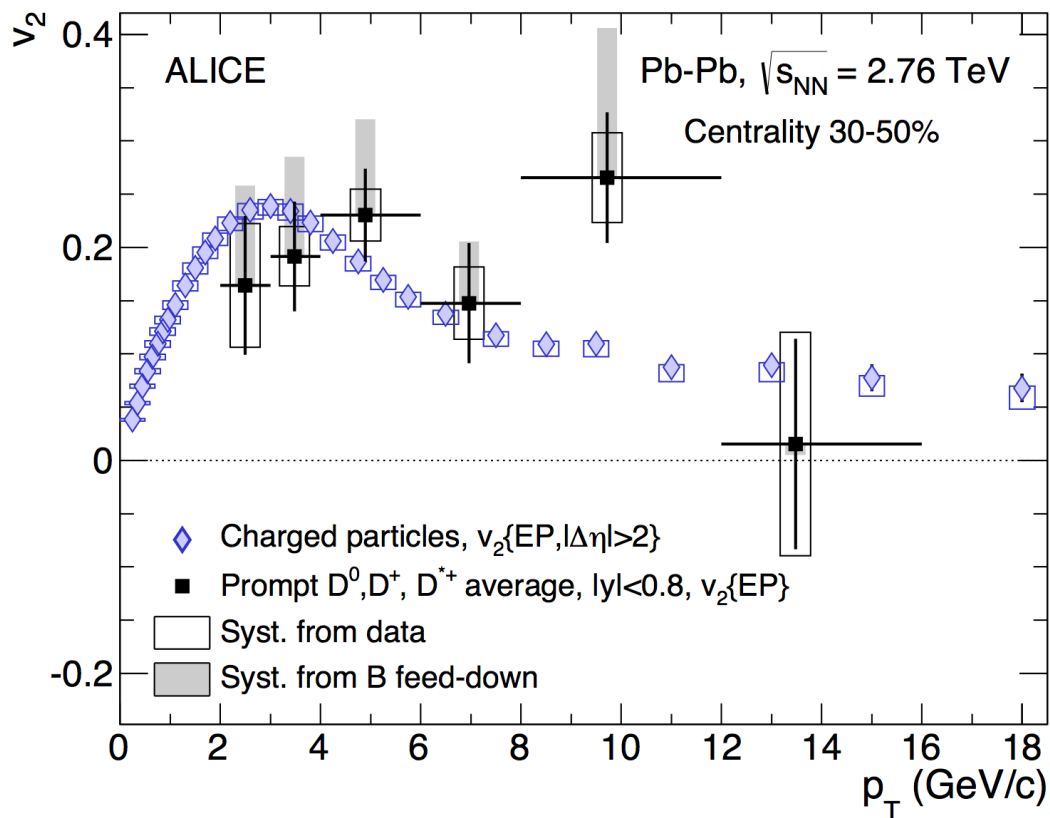 v₂
0.4
0.2
0
-0.2
ALICE
Pb-Pb, √s_NN = 2.76 TeV
Centrality 30-50%
Charged particles, v₂{EP,|Δη|>2}
Prompt D⁰,D⁺, D*⁺ average, |y|<0.8, v₂{EP}
Syst. from data
Syst. from B feed-down
0 2 4 6 8 10 12 14 16 18
p_T (GeV/c)